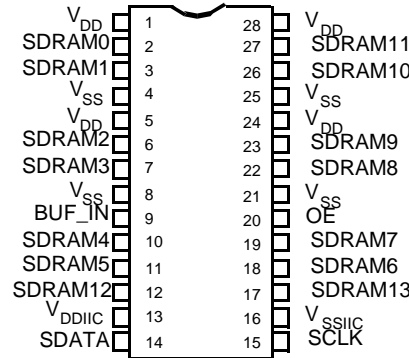 VDD 1 28 VDD
SDRAM0 2 27 SDRAM11
SDRAM1 3 26 SDRAM10
VSS 4 25 VSS
VDD 5 24 VDD
SDRAM2 6 23 SDRAM9
SDRAM3 7 22 SDRAM8
VSS 8 21 VSS
BUF_IN 9 20 OE
SDRAM4 10 19 SDRAM7
SDRAM5 11 18 SDRAM6
SDRAM12 12 17 SDRAM13
VDDIIC 13 16 VSSIIC
SDATA 14 15 SCLK